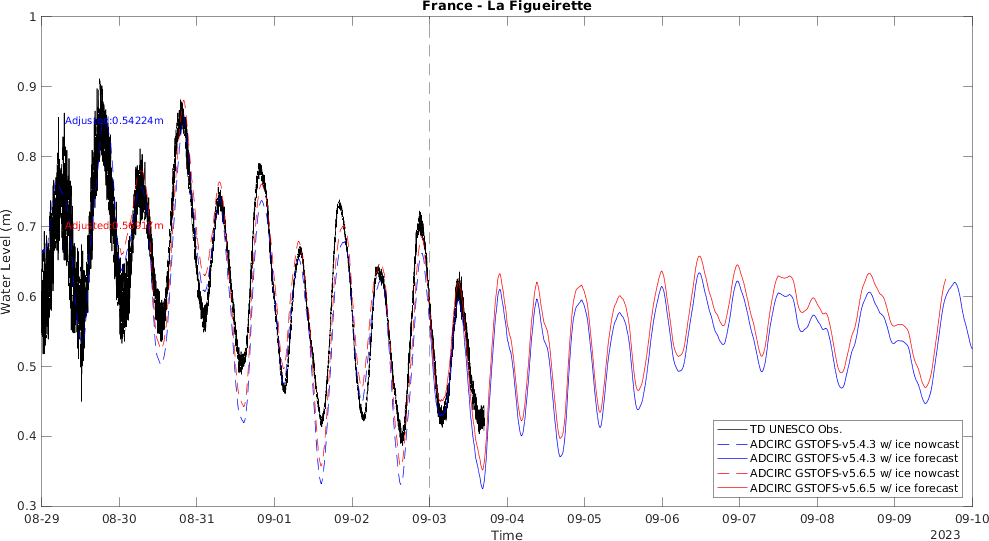 France - La Figueirette
Water Level (m)
1
0.9
0.8
0.7
0.6
0.5
0.4
0.3
Adjusted:0.54224m
TD UNESCO Obs.
ADCIRC GSTOFS-v5.4.3 w/ ice nowcast
ADCIRC GSTOFS-v5.4.3 w/ ice forecast
ADCIRC GSTOFS-v5.6.5 w/ ice nowcast
ADCIRC GSTOFS-v5.6.5 w/ ice forecast
08-29 08-30 08-31 09-01 09-02 09-03 09-04 09-05 09-06 09-07 09-08 09-09 09-10
Time
2023